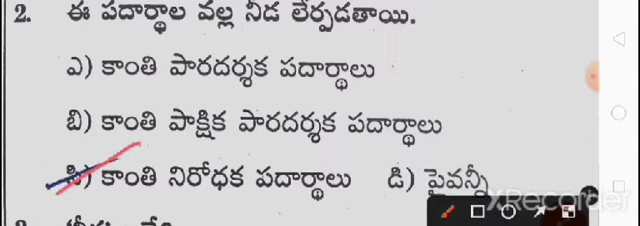 2. ఈ పదార్థాల వల్ల నీడ లేర్పడతాయి.
ఎ) కాంతి పారదర్శక పదార్థాలు
బి) కాంతి పాక్షిక పారదర్శక పదార్థాలు
సి) కాంతి నిరోధక పదార్థాలు డి) పైవన్నీ
XRecorder